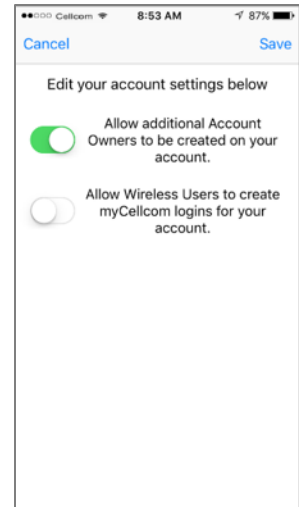 Cellcom 8:53 AM 87%
Cancel Save
Edit your account settings below
Allow additional Account
Owners to be created on your
account.
Allow Wireless Users to create
myCellcom logins for your
account.